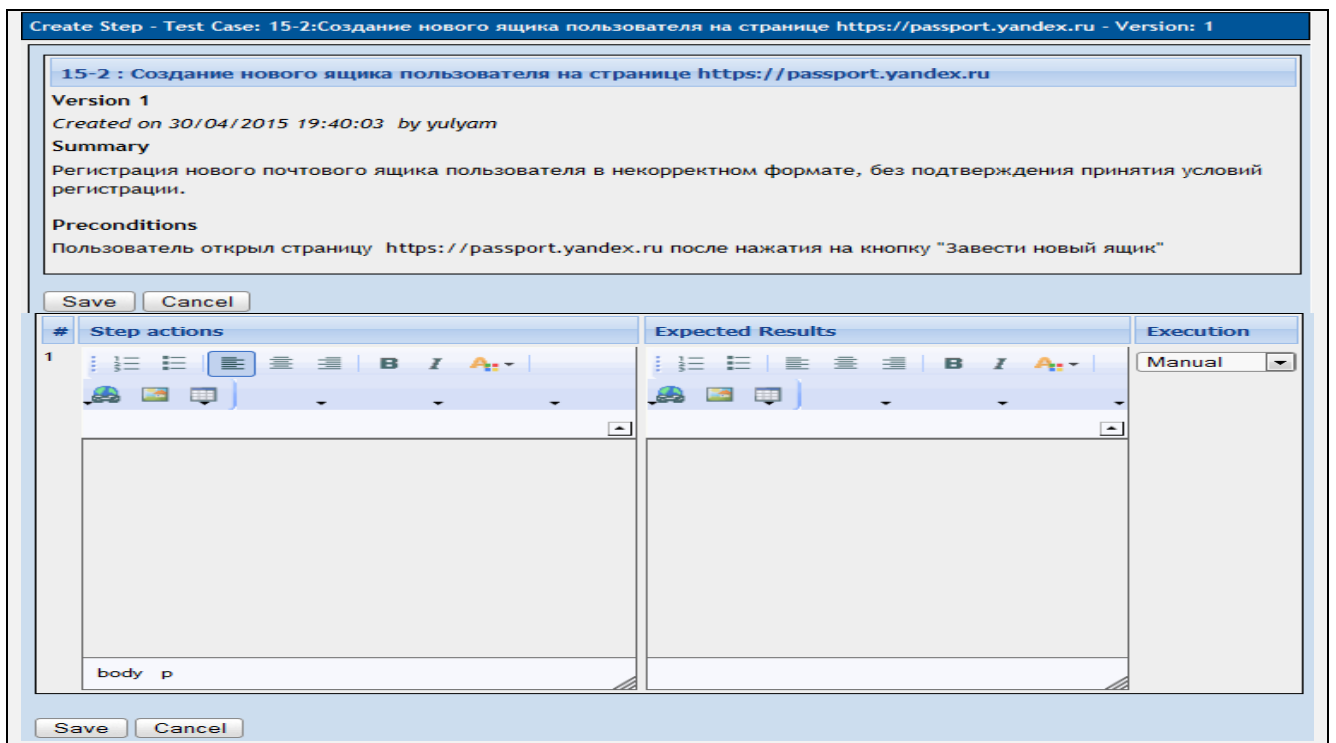 Create Step - Test Case: 15-2:Создание нового ящика пользователя на странице https://passport.yandex.ru - Version: 1
15-2 : Создание нового ящика пользователя на странице https://passport.yandex.ru
Version 1
Created on 30/04/2015 19:40:03 by yulyam
Summary
Регистрация нового почтового ящика пользователя в некорректном формате, без подтверждения принятия условий
регистрации.
Preconditions
Пользователь открыл страницу https://passport.yandex.ru после нажатия на кнопку "Завести новый ящик"
Save Cancel
# Step actions Expected Results Execution
1 Manual
body p
Save Cancel